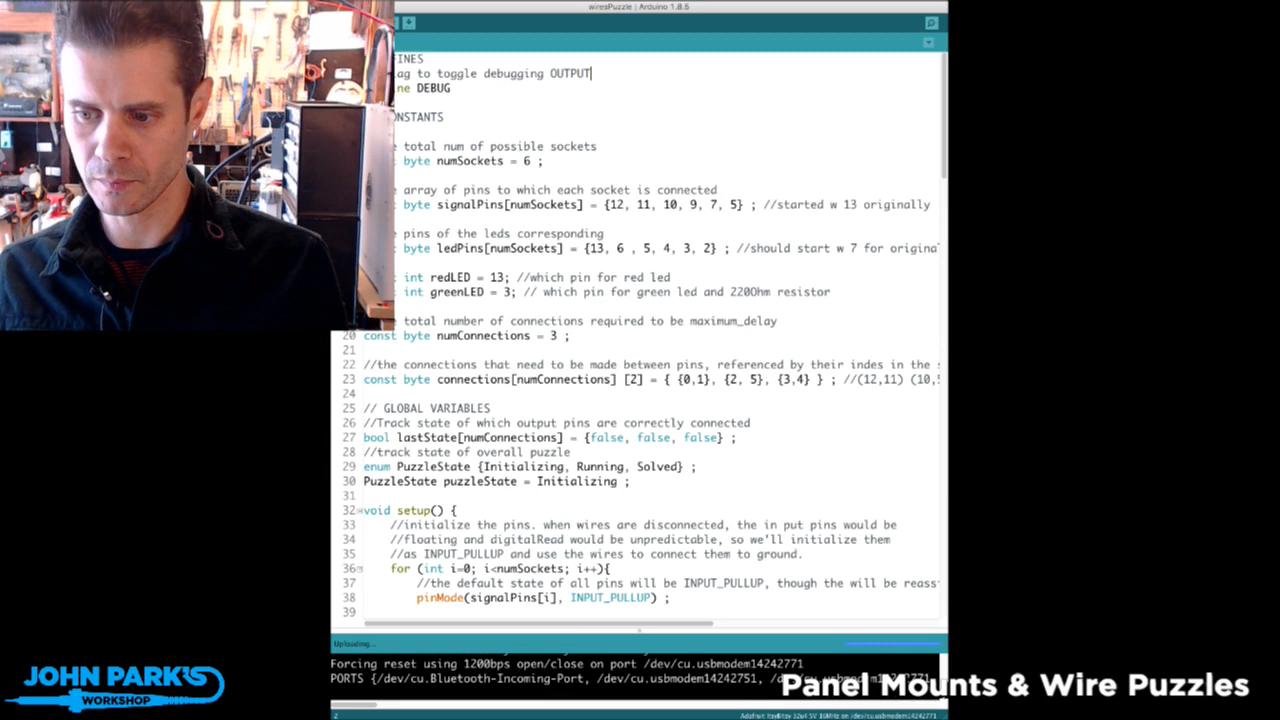 wiresPuzzle | Arduino 1.8.5
FINES
ag to toggle debugging OUTPUT
ne DEBUG
ONSTANTS
e total num of possible sockets
byte numSockets = 6 ;
e array of pins to which each socket is connected
byte signalPins[numSockets] = {12, 11, 10, 9, 7, 5} ; //started w 13 originally
e pins of the leds corresponding
byte ledPins[numSockets] = {13, 6 , 5, 4, 3, 2} ; //should start w 7 for origina
int redLED = 13; //which pin for red led
int greenLED = 3; // which pin for green led and 220Ohm resistor
e total number of connections required to be maximum_delay
20 const byte numConnections = 3 ;
21
22 //the connections that need to be made between pins, referenced by their indes in the s
23 const byte connections[numConnections] [2] = { {0,1}, {2, 5}, {3,4} } ; //(12,11) (10,5
24
25 // GLOBAL VARIABLES
26 //Track state of which output pins are correctly connected
27 bool lastState[numConnections] = {false, false, false} ;
28 //track state of overall puzzle
29 enum PuzzleState {Initializing, Running, Solved} ;
30 PuzzleState puzzleState = Initializing ;
31
32 void setup() {
33 //initialize the pins. when wires are disconnected, the in put pins would be
34 //floating and digitalRead would be unpredictable, so we'll initialize them
35 //as INPUT_PULLUP and use the wires to connect them to ground.
36 for (int i=0; i<numSockets; i++){
37 //the default state of all pins will be INPUT_PULLUP, though the will be reass
38 pinMode(signalPins[i], INPUT_PULLUP) ;
39
Uploading...
Forcing reset using 1200bps open/close on port /dev/cu.usbmodem14242771
PORTS {/dev/cu.Bluetooth-Incoming-Port, /dev/cu.usbmodem14242751, /d
2
Adafruit ItsyBitsy 32u4 5V 16MHz on /dev/cu.usbmodem14242771
JOHN PARK'S
WORKSHOP
Panel Mounts & Wire Puzzles